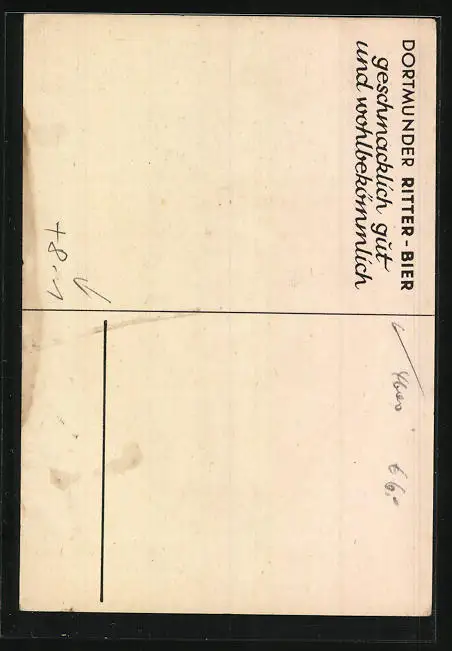 DORTMUNDER RITTER-BIER
geschmacklich gut
und wohlbekömmlich